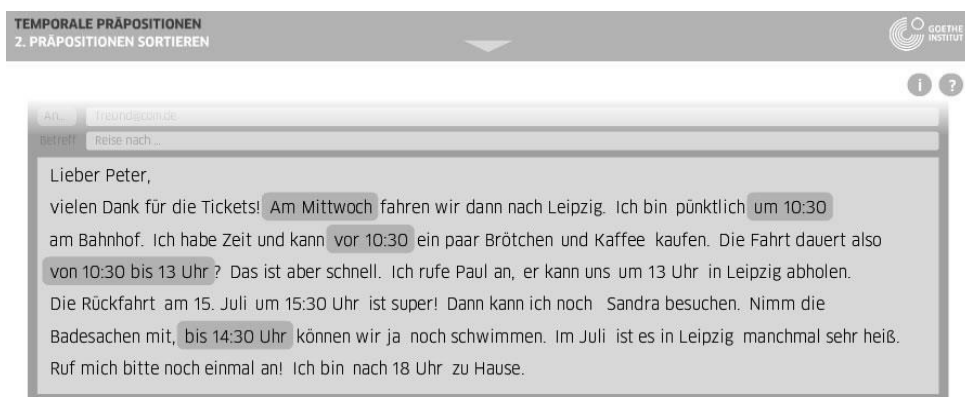 TEMPORALE PRÄPOSITIONEN
2. PRÄPOSITIONEN SORTIEREN
GOETHE
INSTITUT
i ?
An... freund@com.de
Betreff Reise nach ...
Lieber Peter,
vielen Dank für die Tickets! Am Mittwoch fahren wir dann nach Leipzig. Ich bin pünktlich um 10:30
am Bahnhof. Ich habe Zeit und kann vor 10:30 ein paar Brötchen und Kaffee kaufen. Die Fahrt dauert also
von 10:30 bis 13 Uhr? Das ist aber schnell. Ich rufe Paul an, er kann uns um 13 Uhr in Leipzig abholen.
Die Rückfahrt am 15. Juli um 15:30 Uhr ist super! Dann kann ich noch Sandra besuchen. Nimm die
Badesachen mit, bis 14:30 Uhr können wir ja noch schwimmen. Im Juli ist es in Leipzig manchmal sehr heiß.
Ruf mich bitte noch einmal an! Ich bin nach 18 Uhr zu Hause.